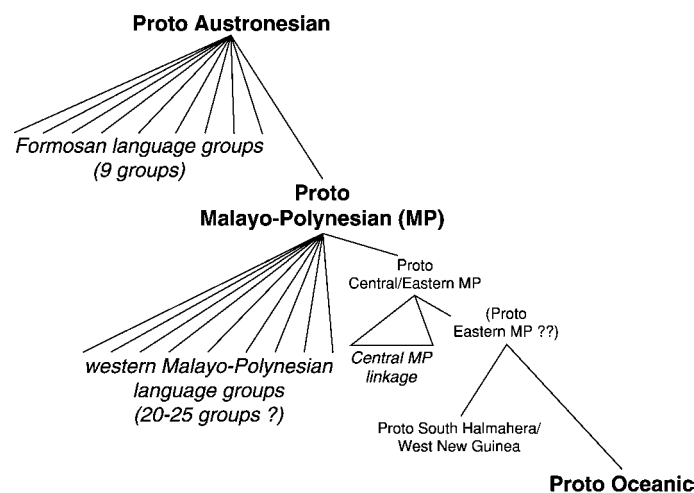 Proto Austronesian
Formosan language groups
(9 groups)
Proto
Malayo-Polynesian (MP)
Proto
Central/Eastern MP
(Proto
Eastern MP ??)
western Malayo-Polynesian
language groups
(20-25 groups ?)
Central MP
linkage
Proto South Halmahera/
West New Guinea
Proto Oceanic